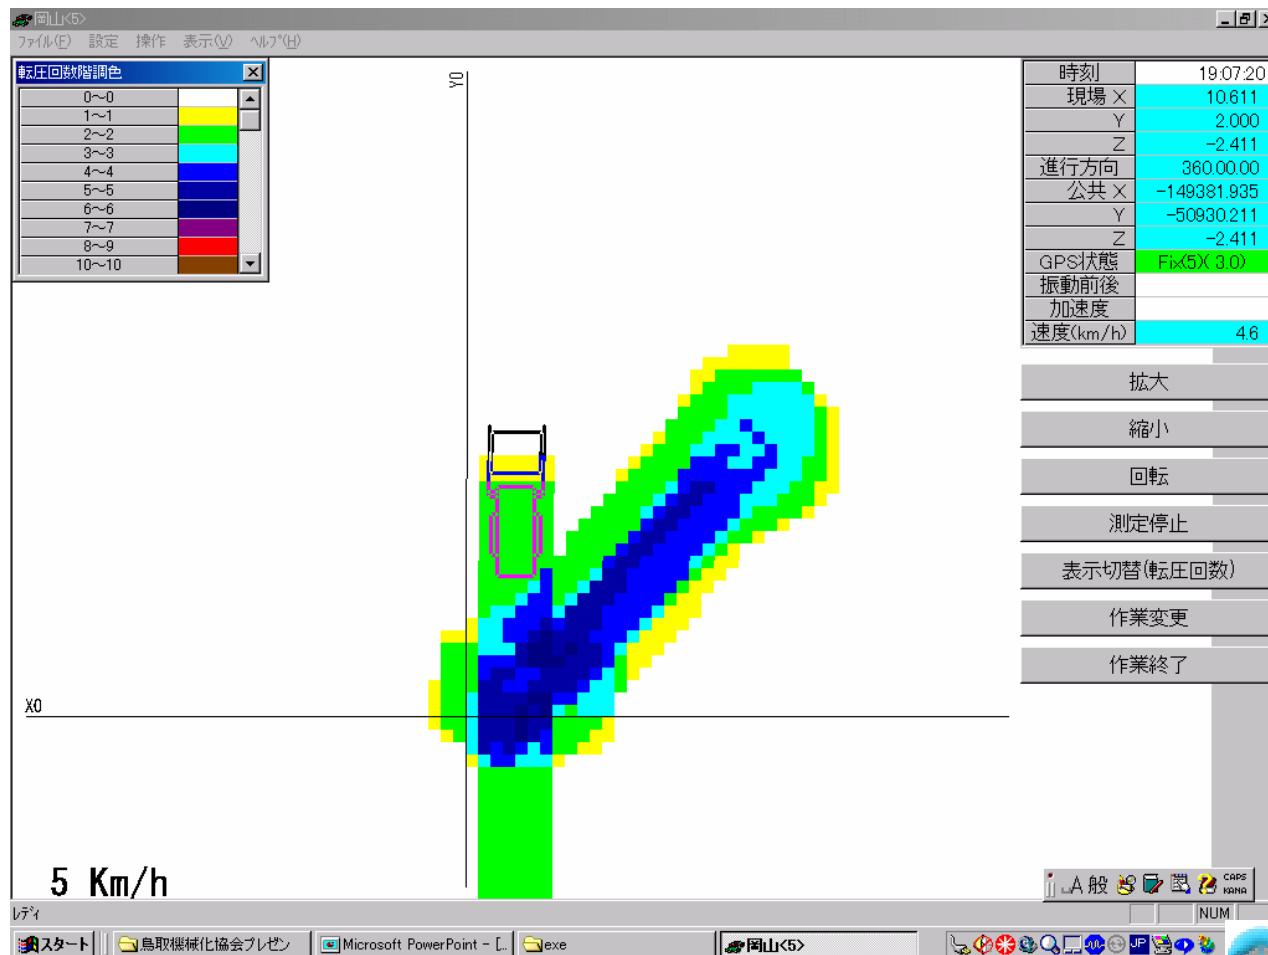 岡山<5>
ファイル(F) 設定 操作 表示(V) ヘルプ(H)
転圧回数階調色
0～0
1～1
2～2
3～3
4～4
5～5
6～6
7～7
8～9
10～10
Y0
X0
時刻 19:07:20
現場 X 10.611
Y 2.000
Z -2.411
進行方向 360.00.00
公共 X -149381.935
Y -50930.211
Z -2.411
GPS状態 Fix(5)( 3.0)
振動前後
加速度
速度(km/h) 4.6
拡大
縮小
回転
測定停止
表示切替(転圧回数)
作業変更
作業終了
5 Km/h
A 般 CAPS KANA
レディ NUM
スタート 鳥取機械化協会プレゼン Microsoft PowerPoint - [.. exe 岡山<5> JP